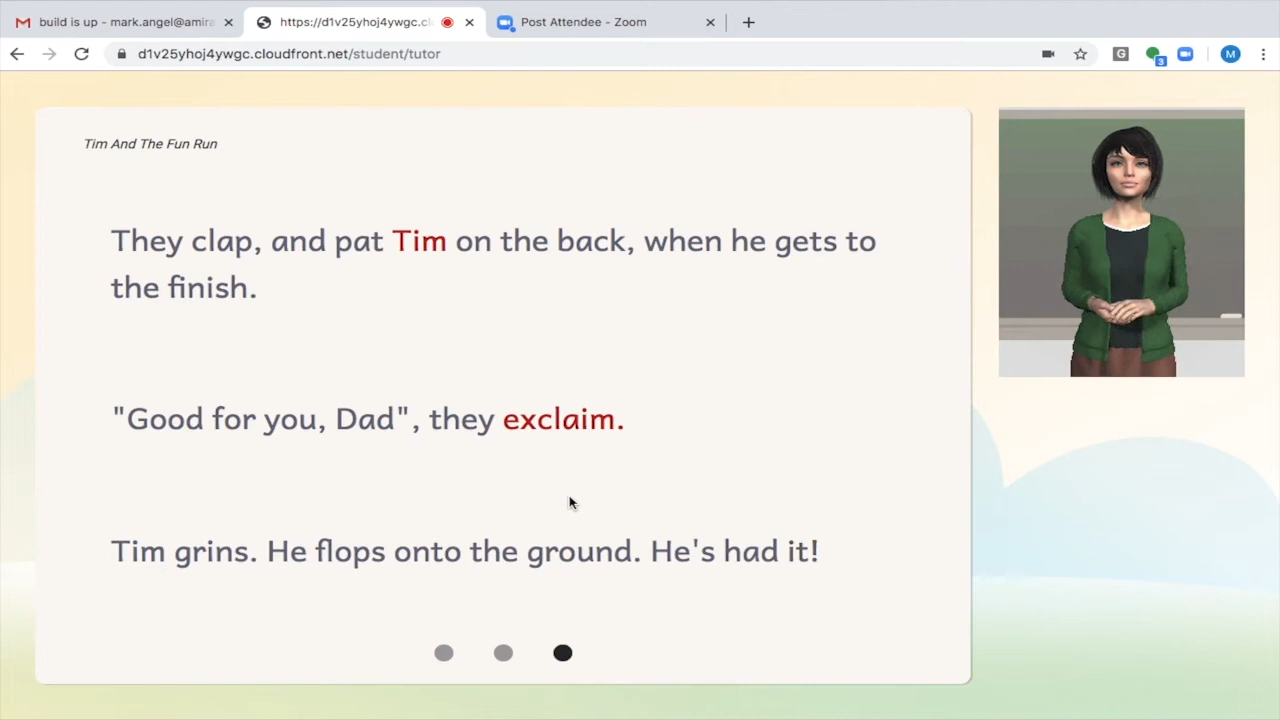 build is up - mark.angel@amira
https://d1v25yhoj4ywgc.cl
Post Attendee - Zoom
d1v25yhoj4ywgc.cloudfront.net/student/tutor
G
3
M
Tim And The Fun Run
They clap, and pat Tim on the back, when he gets to
the finish.
"Good for you, Dad", they exclaim.
Tim grins. He flops onto the ground. He's had it!